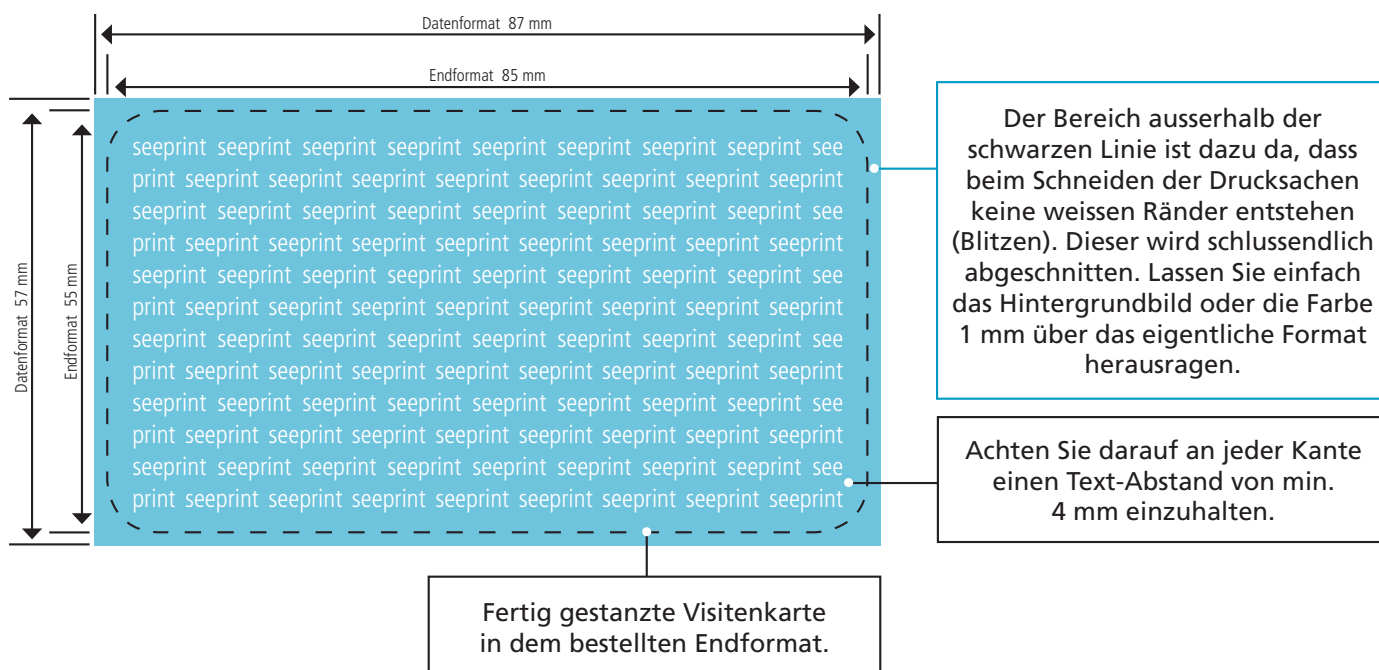 Datenformat 87 mm
Endformat 85 mm
Datenformat 57 mm
Endformat 55 mm
seeprint seeprint seeprint seeprint seeprint seeprint seeprint seeprint see
print seeprint seeprint seeprint seeprint seeprint seeprint seeprint seeprint
seeprint seeprint seeprint seeprint seeprint seeprint seeprint seeprint see
print seeprint seeprint seeprint seeprint seeprint seeprint seeprint seeprint
seeprint seeprint seeprint seeprint seeprint seeprint seeprint seeprint see
print seeprint seeprint seeprint seeprint seeprint seeprint seeprint seeprint
seeprint seeprint seeprint seeprint seeprint seeprint seeprint seeprint see
print seeprint seeprint seeprint seeprint seeprint seeprint seeprint seeprint
seeprint seeprint seeprint seeprint seeprint seeprint seeprint seeprint see
print seeprint seeprint seeprint seeprint seeprint seeprint seeprint seeprint
seeprint seeprint seeprint seeprint seeprint seeprint seeprint seeprint see
print seeprint seeprint seeprint seeprint seeprint seeprint seeprint seeprint
Der Bereich ausserhalb der
schwarzen Linie ist dazu da, dass
beim Schneiden der Drucksachen
keine weissen Ränder entstehen
(Blitzen). Dieser wird schlussendlich
abgeschnitten. Lassen Sie einfach
das Hintergrundbild oder die Farbe
1 mm über das eigentliche Format
herausragen.
Achten Sie darauf an jeder Kante
einen Text-Abstand von min.
4 mm einzuhalten.
Fertig gestanzte Visitenkarte
in dem bestellten Endformat.